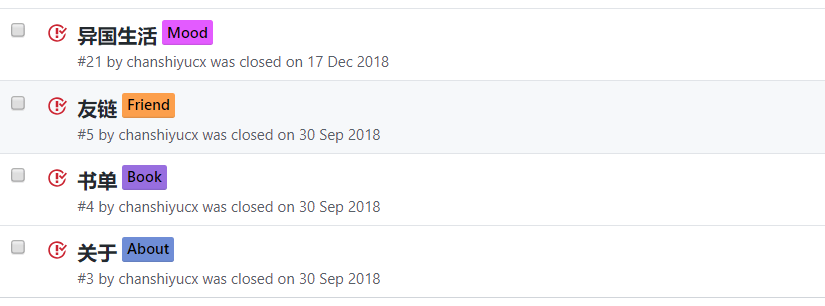 异国生活 Mood
#21 by chanshiyucx was closed on 17 Dec 2018
友链 Friend
#5 by chanshiyucx was closed on 30 Sep 2018
书单 Book
#4 by chanshiyucx was closed on 30 Sep 2018
关于 About
#3 by chanshiyucx was closed on 30 Sep 2018